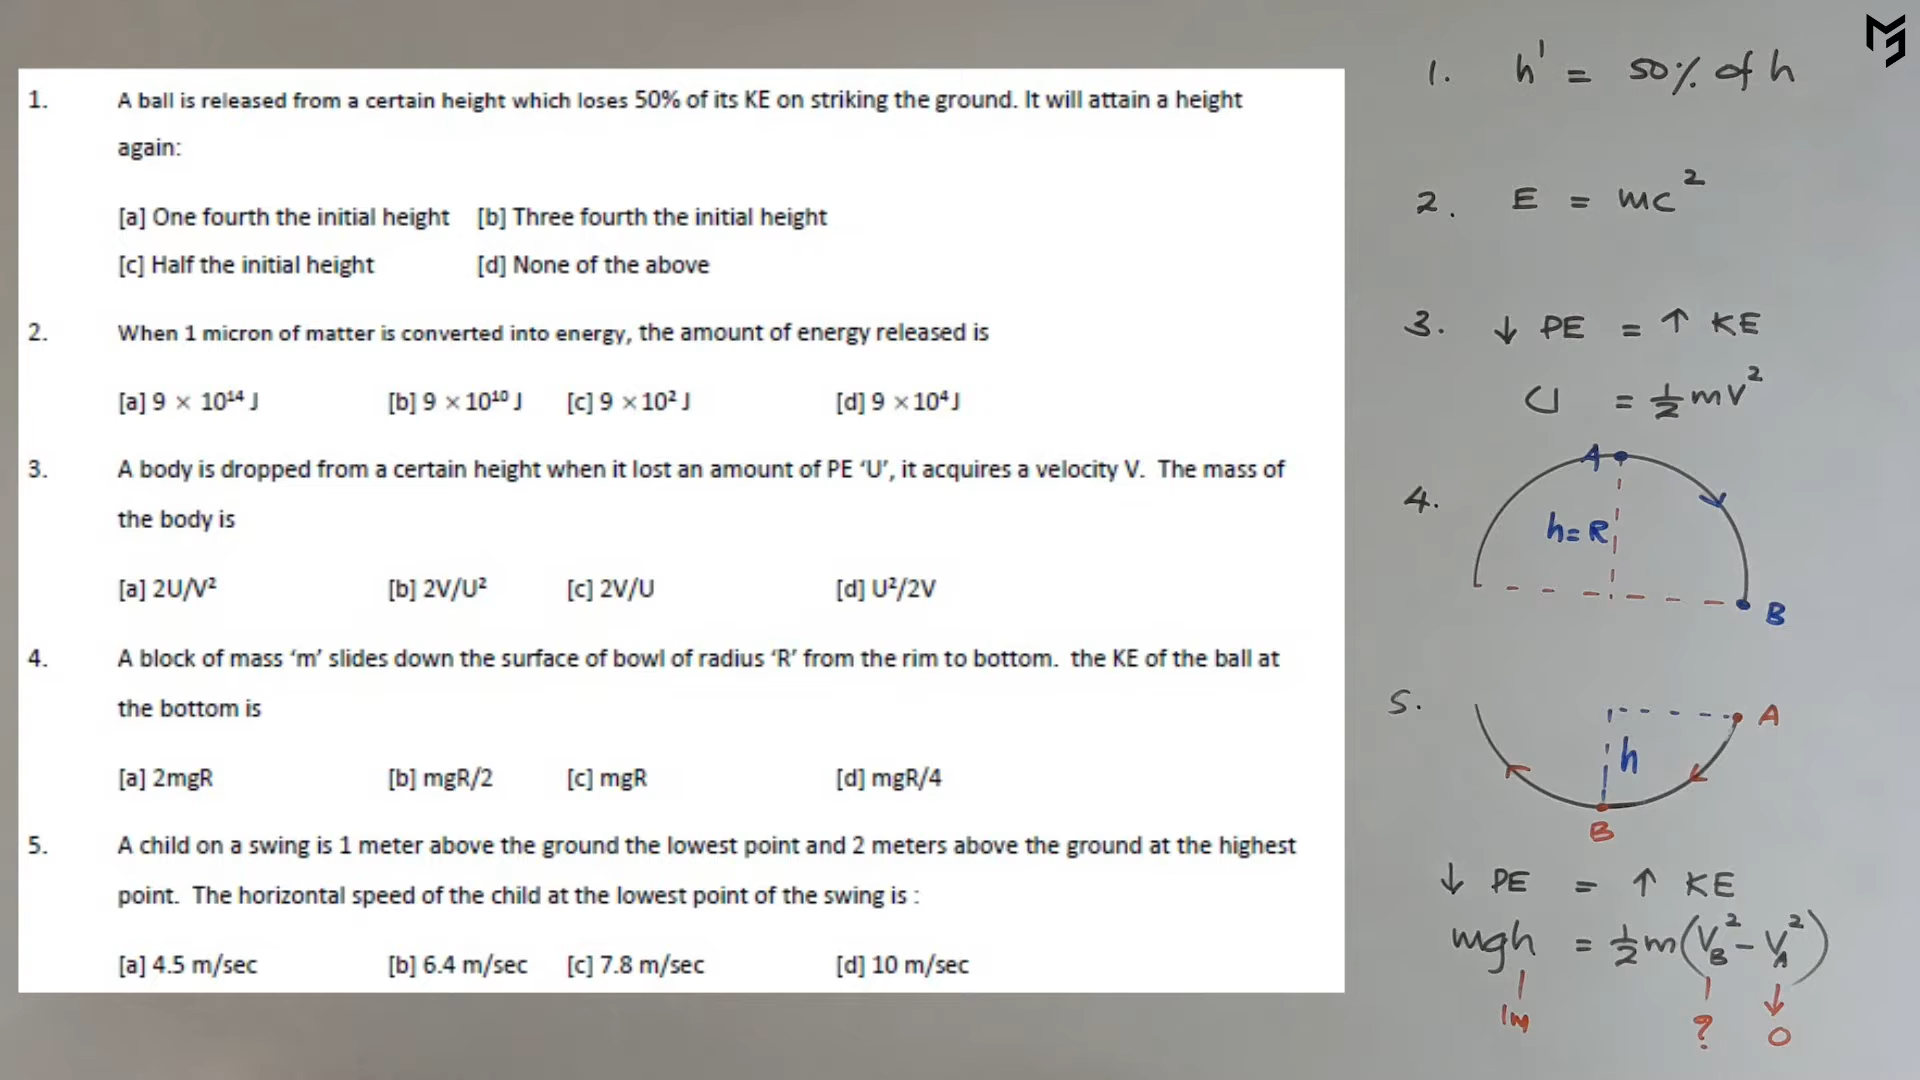 1. A ball is released from a certain height which loses 50% of its KE on striking the ground. It will attain a height
again:
[a] One fourth the initial height [b] Three fourth the initial height
[c] Half the initial height [d] None of the above
2. When 1 micron of matter is converted into energy, the amount of energy released is
[a] 9 × 10¹⁴ J [b] 9 × 10¹⁰ J [c] 9 × 10² J [d] 9 × 10⁴ J
3. A body is dropped from a certain height when it lost an amount of PE ‘U’, it acquires a velocity V. The mass of
the body is
[a] 2U/V² [b] 2V/U² [c] 2V/U [d] U²/2V
4. A block of mass ‘m’ slides down the surface of bowl of radius ‘R’ from the rim to bottom. the KE of the ball at
the bottom is
[a] 2mgR [b] mgR/2 [c] mgR [d] mgR/4
5. A child on a swing is 1 meter above the ground the lowest point and 2 meters above the ground at the highest
point. The horizontal speed of the child at the lowest point of the swing is :
[a] 4.5 m/sec [b] 6.4 m/sec [c] 7.8 m/sec [d] 10 m/sec
1. h' = 50% of h
2. E = mc²
3. ↓ PE = ↑ KE
U = ½mv²
A
4.
h=R
B
5.
A
h
B
↓ PE = ↑ KE
mgh = ½m(V_B² - V_A²)
1m ? 0